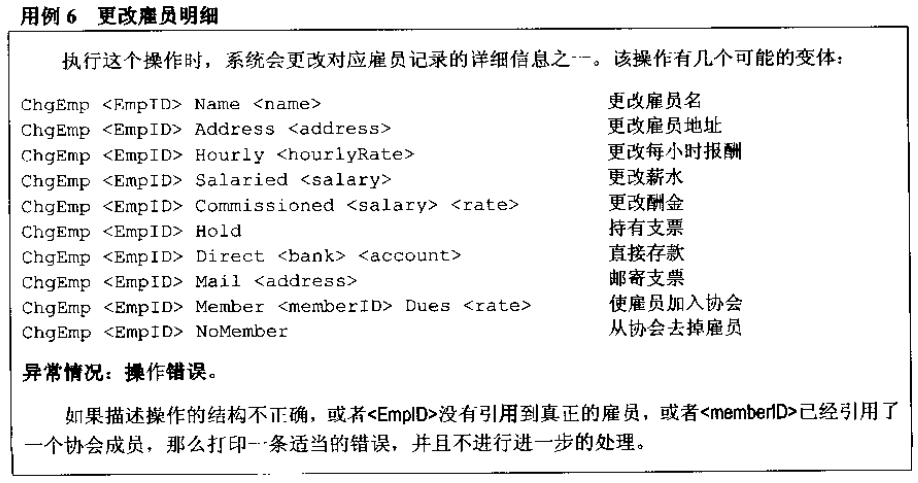 用例 6 更改雇员明细
执行这个操作时，系统会更改对应雇员记录的详细信息之一。该操作有几个可能的变体：
ChgEmp <EmpID> Name <name> 更改雇员名
ChgEmp <EmpID> Address <address> 更改雇员地址
ChgEmp <EmpID> Hourly <hourlyRate> 更改每小时报酬
ChgEmp <EmpID> Salaried <salary> 更改薪水
ChgEmp <EmpID> Commissioned <salary> <rate> 更改酬金
ChgEmp <EmpID> Hold 持有支票
ChgEmp <EmpID> Direct <bank> <account> 直接存款
ChgEmp <EmpID> Mail <address> 邮寄支票
ChgEmp <EmpID> Member <memberID> Dues <rate> 使雇员加入协会
ChgEmp <EmpID> NoMember 从协会去掉雇员
异常情况：操作错误。
如果描述操作的结构不正确，或者<EmpID>没有引用到真正的雇员，或者<memberID>已经引用了
一个协会成员，那么打印一条适当的错误，并且不进行进一步的处理。